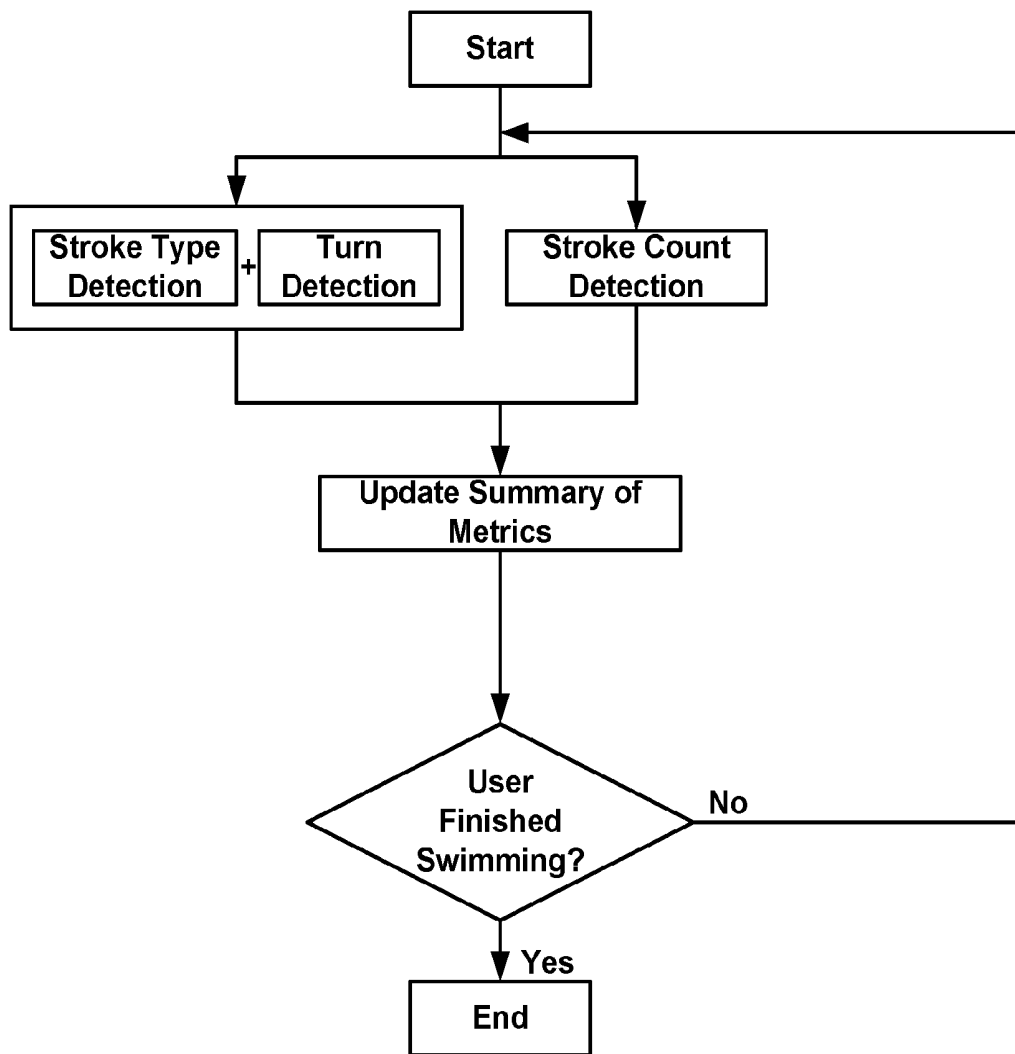 Start
Stroke Type
Detection
+
Turn
Detection
Stroke Count
Detection
Update Summary of
Metrics
User
Finished
Swimming?
No
Yes
End